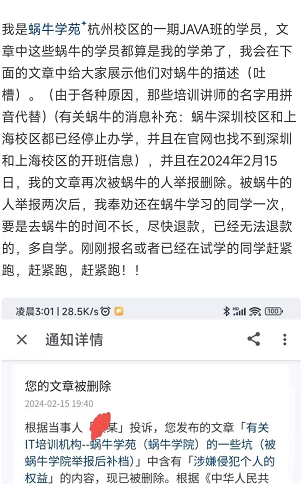 我是蜗牛学苑杭州校区的一期JAVA班的学员，文
章中这些蜗牛的学员都算是我的学弟了，我会在下
面的文章中给大家展示他们对蜗牛的描述（吐
槽）。（由于各种原因，那些培训讲师的名字用拼
音代替）(有关蜗牛的消息补充：蜗牛深圳校区和上
海校区都已经停止办学，并且在官网也找不到深圳
和上海校区的开班信息），并且在2024年2月15
日，我的文章再次被蜗牛的人举报删除。被蜗牛的
人举报两次后，我奉劝还在蜗牛学习的同学一次，
要是去蜗牛的时间不长，尽快退款，已经无法退款
的，多自学。刚刚报名或者已经在试学的同学赶紧
跑，赶紧跑，赶紧跑！！
凌晨3:01 | 28.5K/s
100
通知详情
您的文章被删除
2024-02-15 19:40
根据当事人「某」投诉，您发布的文章「有关
IT培训机构--蜗牛学苑（蜗牛学院）的一些坑（被
蜗牛学院举报后补档)」中含有「涉嫌侵犯个人的
权益」的内容，现已被删除。根据《中华人民共